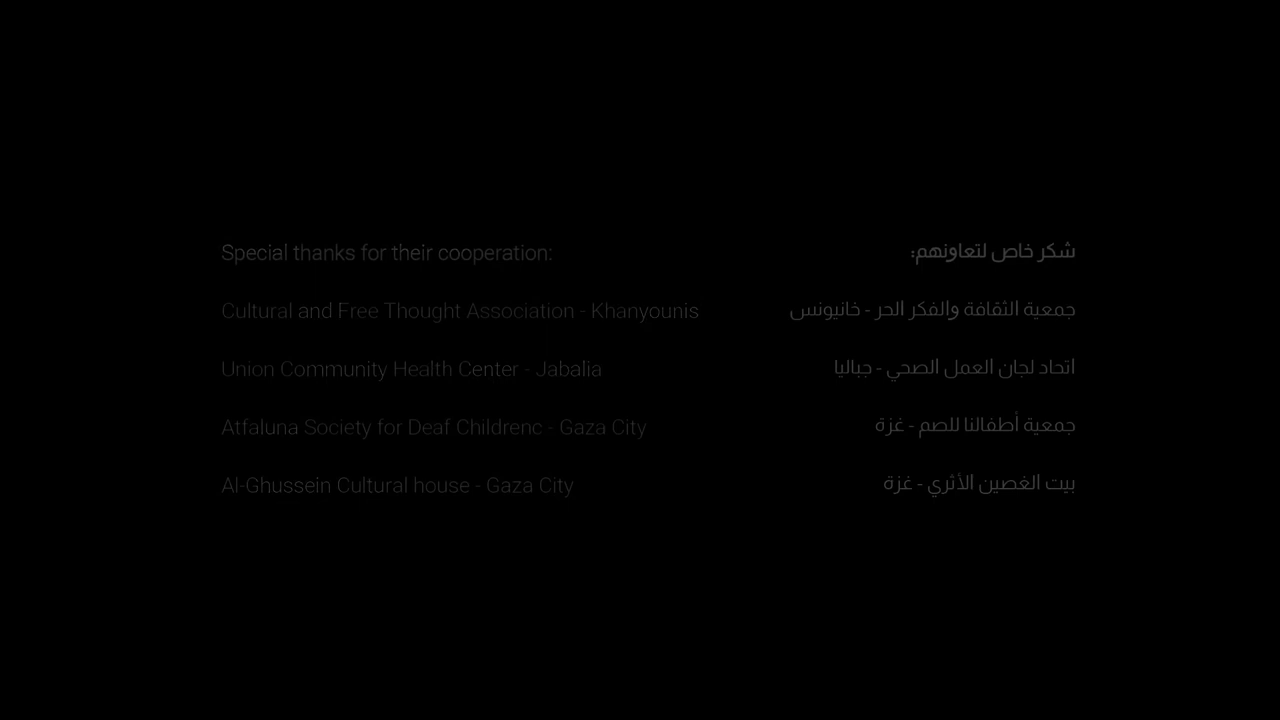 Special thanks for their cooperation:
شكر خاص لتعاونهم:
Cultural and Free Thought Association - Khanyounis
جمعية الثقافة والفكر الحر - خانيونس
Union Community Health Center - Jabalia
اتحاد لجان العمل الصحي - جباليا
Atfaluna Society for Deaf Childrenc - Gaza City
جمعية أطفالنا للصم - غزة
Al-Ghussein Cultural house - Gaza City
بيت الغصين الأثري - غزة